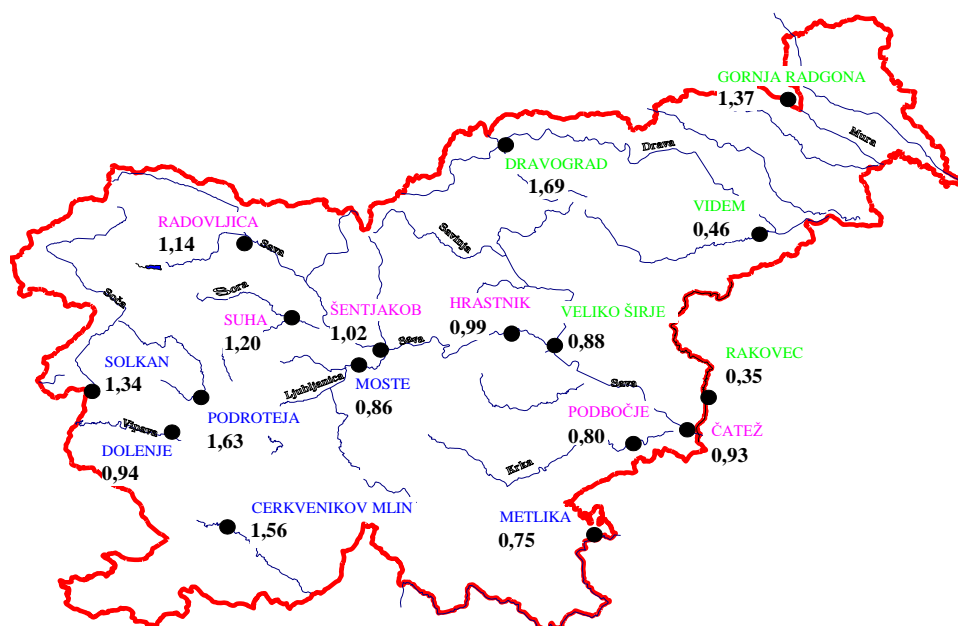 GORNJA RADGONA
1,37
Mura
Drava
DRAVOGRAD
1,69
VIDEM
0,46
RADOVLJICA
1,14
Sava
Savinja
Soča
Sora
SUHA
1,20
ŠENTJAKOB
1,02
Sava
HRASTNIK
0,99
VELIKO ŠIRJE
0,88
SOLKAN
1,34
Ljubljanica
MOSTE
0,86
Sava
RAKOVEC
0,35
Vipava
PODROTEJA
1,63
DOLENJE
0,94
PODBOČJE
0,80
ČATEŽ
0,93
Krka
CERKVENIKOV MLIN
1,56
METLIKA
0,75